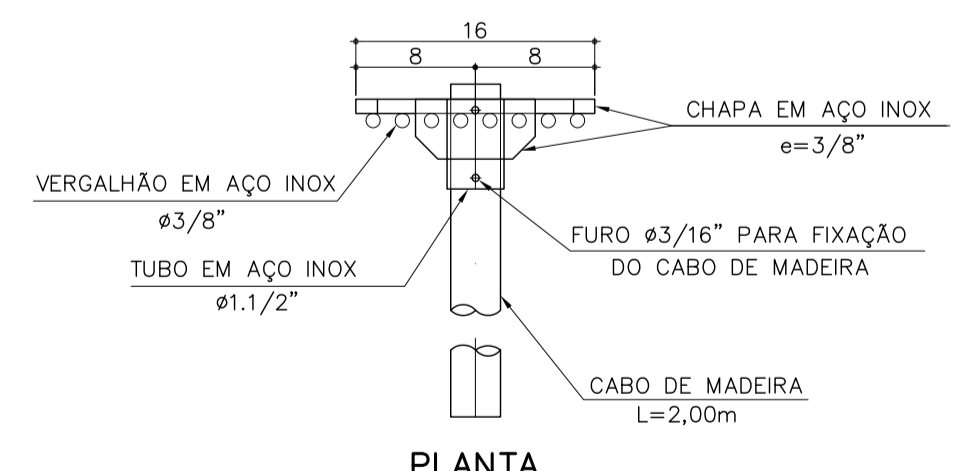 16
8 8
CHAPA EM AÇO INOX
e=3/8"
VERGALHÃO EM AÇO INOX
ø3/8"
FURO ø3/16" PARA FIXAÇÃO
DO CABO DE MADEIRA
TUBO EM AÇO INOX
ø1.1/2"
CABO DE MADEIRA
L=2,00m
PLANTA